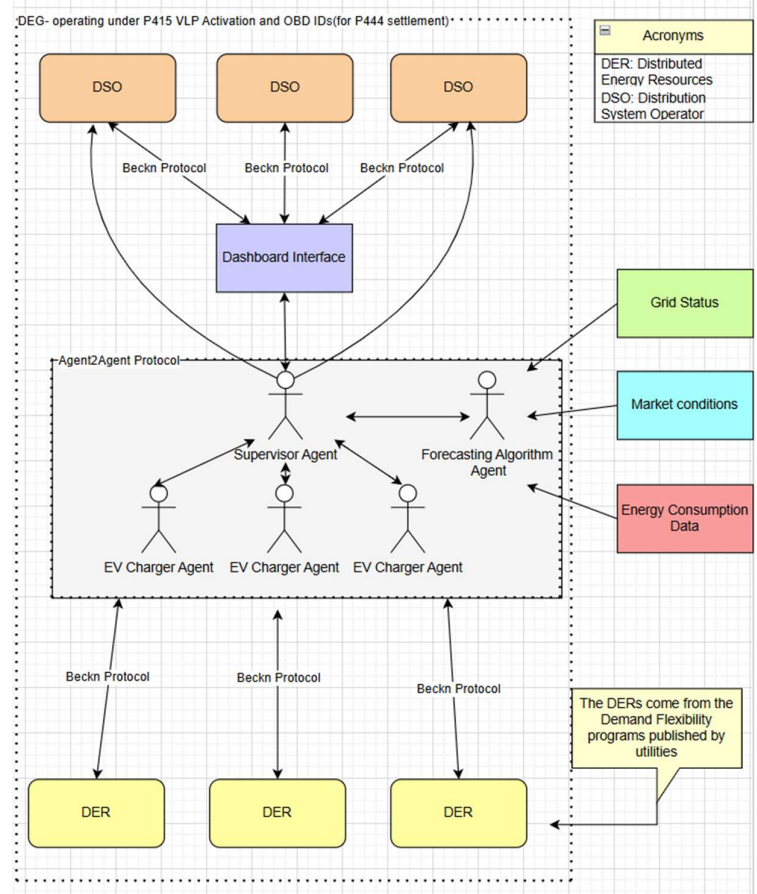 DEG- operating under P415 VLP Activation and OBD IDs(for P444 settlement)
Acronyms
DER: Distributed
Energy Resources
DSO: Distribution
System Operator
DSO
DSO
DSO
Beckn Protocol
Beckn Protocol
Beckn Protocol
Dashboard Interface
Grid Status
Agent2Agent Protocol
Market conditions
Supervisor Agent
Forecasting Algorithm
Agent
Energy Consumption
Data
EV Charger Agent
EV Charger Agent
EV Charger Agent
Beckn Protocol
Beckn Protocol
Beckn Protocol
The DERs come from the
Demand Flexibility
programs published by
utilities
DER
DER
DER